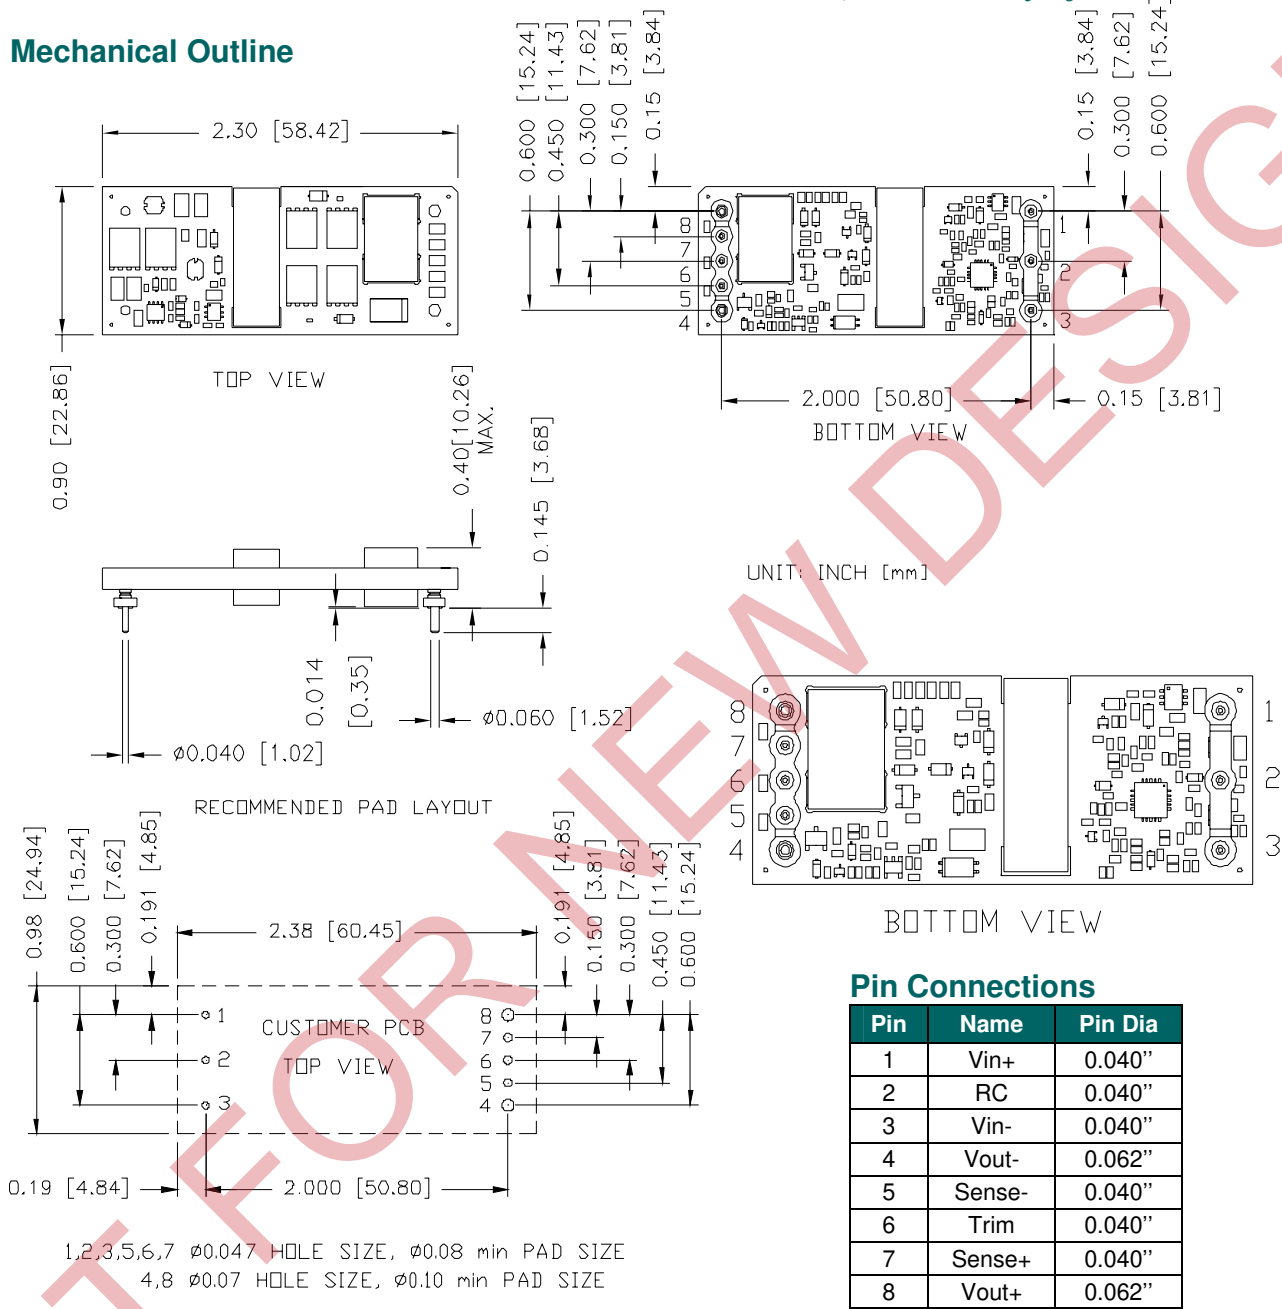 Mechanical Outline
2.30 [58.42]
0.90 [22.86]
TOP VIEW
0.600 [15.24]
0.450 [11.43]
0.300 [7.62]
0.150 [3.81]
0.15 [3.84]
0.15 [3.84]
0.300 [7.62]
0.600 [15.24]
8
7
6
5
4
1
2
3
2.000 [50.80]
0.15 [3.81]
BOTTOM VIEW
0.40[10.26]
MAX.
0.145 [3.68]
0.014
[0.35]
ø0.060 [1.52]
ø0.040 [1.02]
UNIT: INCH [mm]
8
7
6
5
4
1
2
3
BOTTOM VIEW
RECOMMENDED PAD LAYOUT
0.98 [24.94]
0.600 [15.24]
0.300 [7.62]
0.191 [4.85]
2.38 [60.45]
0.191 [4.85]
0.150 [3.81]
0.300 [7.62]
0.450 [11.43]
0.600 [15.24]
1
2
3
CUSTOMER PCB
TOP VIEW
8
7
6
5
4
0.19 [4.84]
2.000 [50.80]
1,2,3,5,6,7 ø0.047 HOLE SIZE, ø0.08 min PAD SIZE
4,8 ø0.07 HOLE SIZE, ø0.10 min PAD SIZE
Pin Connections
Pin Name Pin Dia
1 Vin+ 0.040’’
2 RC 0.040’’
3 Vin- 0.040’’
4 Vout- 0.062’’
5 Sense- 0.040’’
6 Trim 0.040’’
7 Sense+ 0.040’’
8 Vout+ 0.062’’
T FOR NEW DESIG